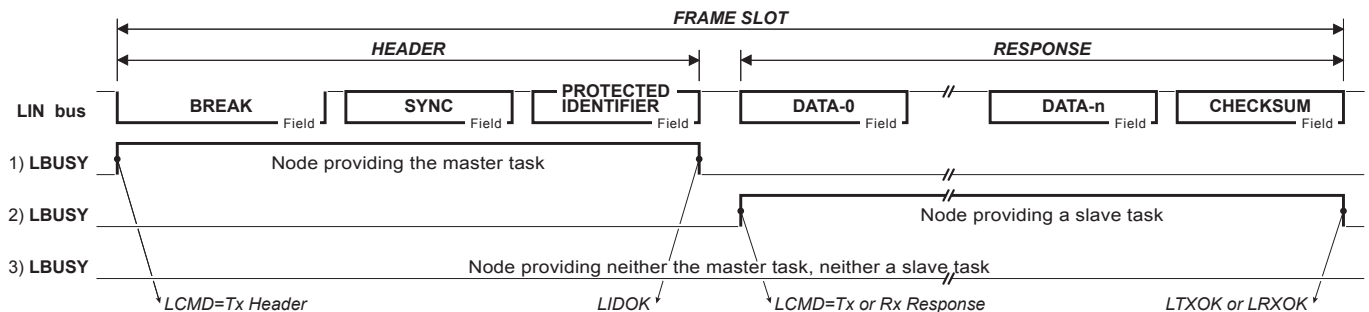 FRAME SLOT
HEADER RESPONSE
LIN bus
BREAK
Field
SYNC
Field
PROTECTED
IDENTIFIER
Field
DATA-0
Field
DATA-n
Field
CHECKSUM
Field
1) LBUSY Node providing the master task
2) LBUSY Node providing a slave task
3) LBUSY Node providing neither the master task, neither a slave task
LCMD=Tx Header LIDOK LCMD=Tx or Rx Response LTXOK or LRXOK